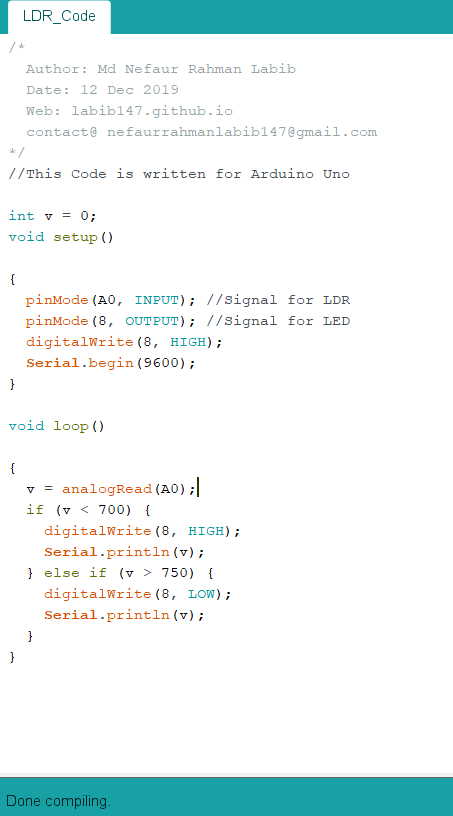 LDR_Code
/*
  Author: Md Nefaur Rahman Labib
  Date: 12 Dec 2019
  Web: labib147.github.io
  contact@ nefaurrahmanlabib147@gmail.com
*/
//This Code is written for Arduino Uno

int v = 0;
void setup()

{
  pinMode(A0, INPUT); //Signal for LDR
  pinMode(8, OUTPUT); //Signal for LED
  digitalWrite(8, HIGH);
  Serial.begin(9600);
}

void loop()

{
  v = analogRead(A0);
  if (v < 700) {
    digitalWrite(8, HIGH);
    Serial.println(v);
  } else if (v > 750) {
    digitalWrite(8, LOW);
    Serial.println(v);
  }
}
Done compiling.